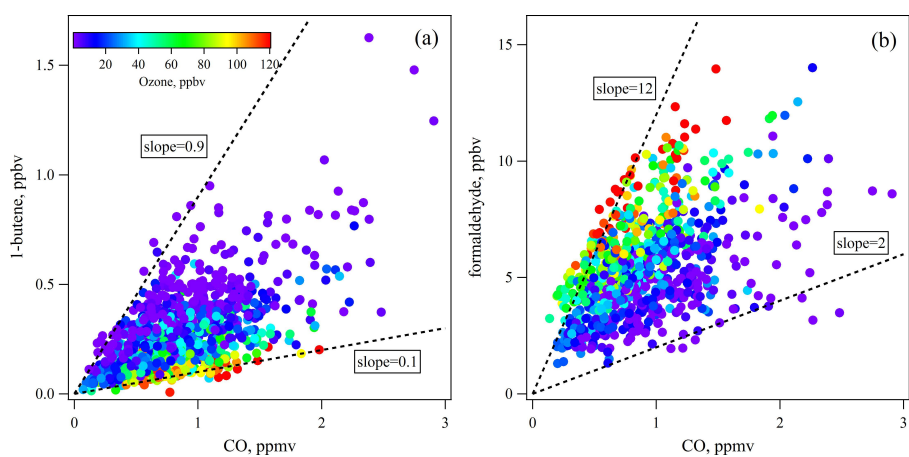 (a)
20 40 60 80 100 120
Ozone, ppbv
slope=0.9
slope=0.1
1.5
1.0
0.5
0.0
1-butene, ppbv
0 1 2 3
CO, ppmv
(b)
slope=12
slope=2
15
10
5
0
formaldehyde, ppbv
0 1 2 3
CO, ppmv